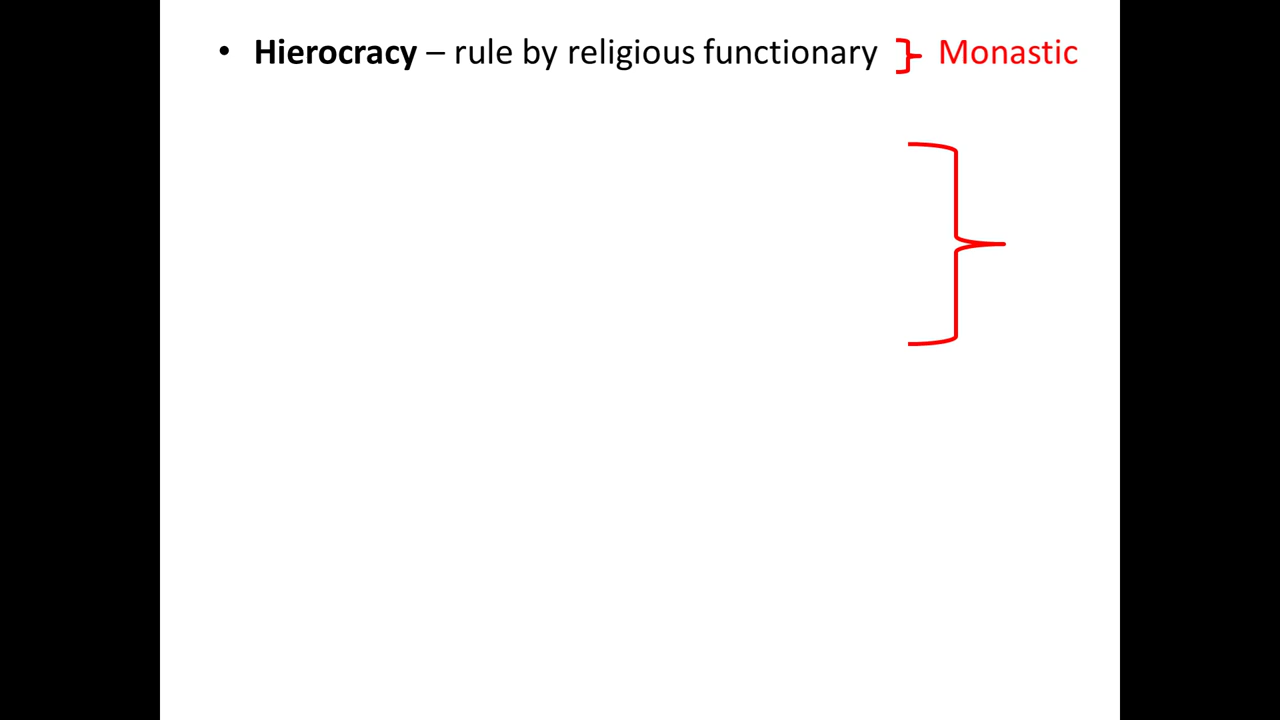 • Hierocracy – rule by religious functionary } Monastic